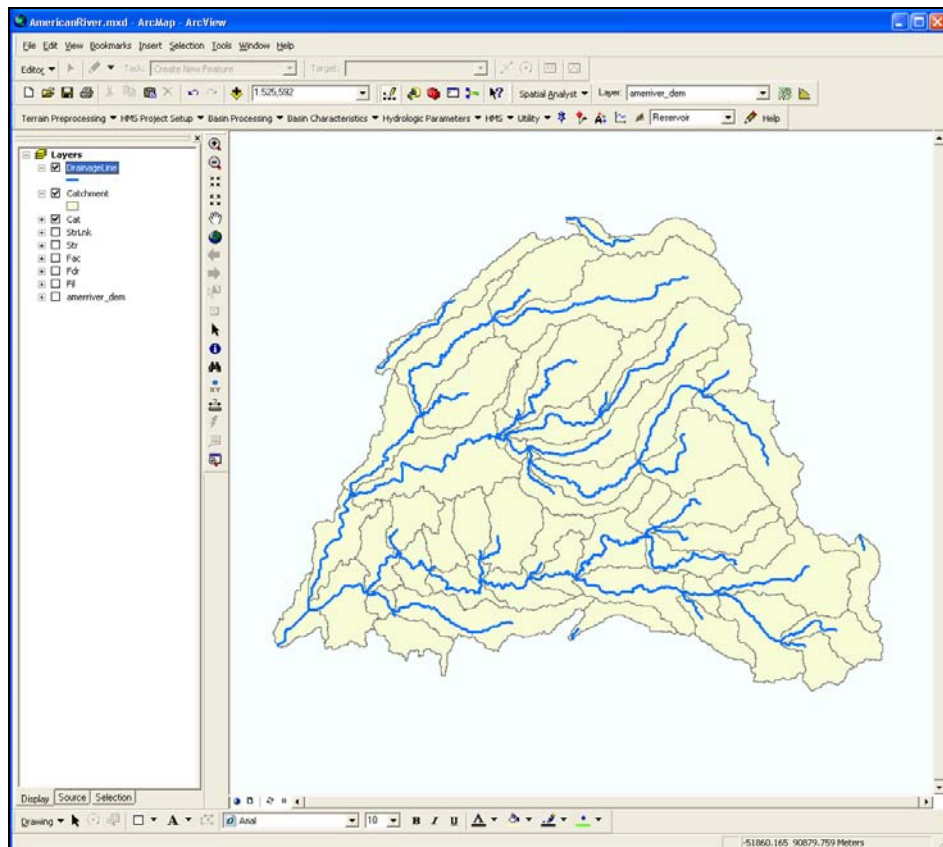 AmericanRiver.mxd - ArcMap - ArcView
File Edit View Bookmarks Insert Selection Tools Window Help
Editor Task: Create New Feature Target:
1:525,592 Spatial Analyst Layer: amerriver_dem
Terrain Preprocessing HMS Project Setup Basin Processing Basin Characteristics Hydrologic Parameters HMS Utility Reservoir Help
Layers
DrainageLine
Catchment
Cat
StrLnk
Str
Fac
Fdr
Fil
amerriver_dem
XY
Display Source Selection
Drawing A Arial 10 B I U A
-51860.165 90879.759 Meters